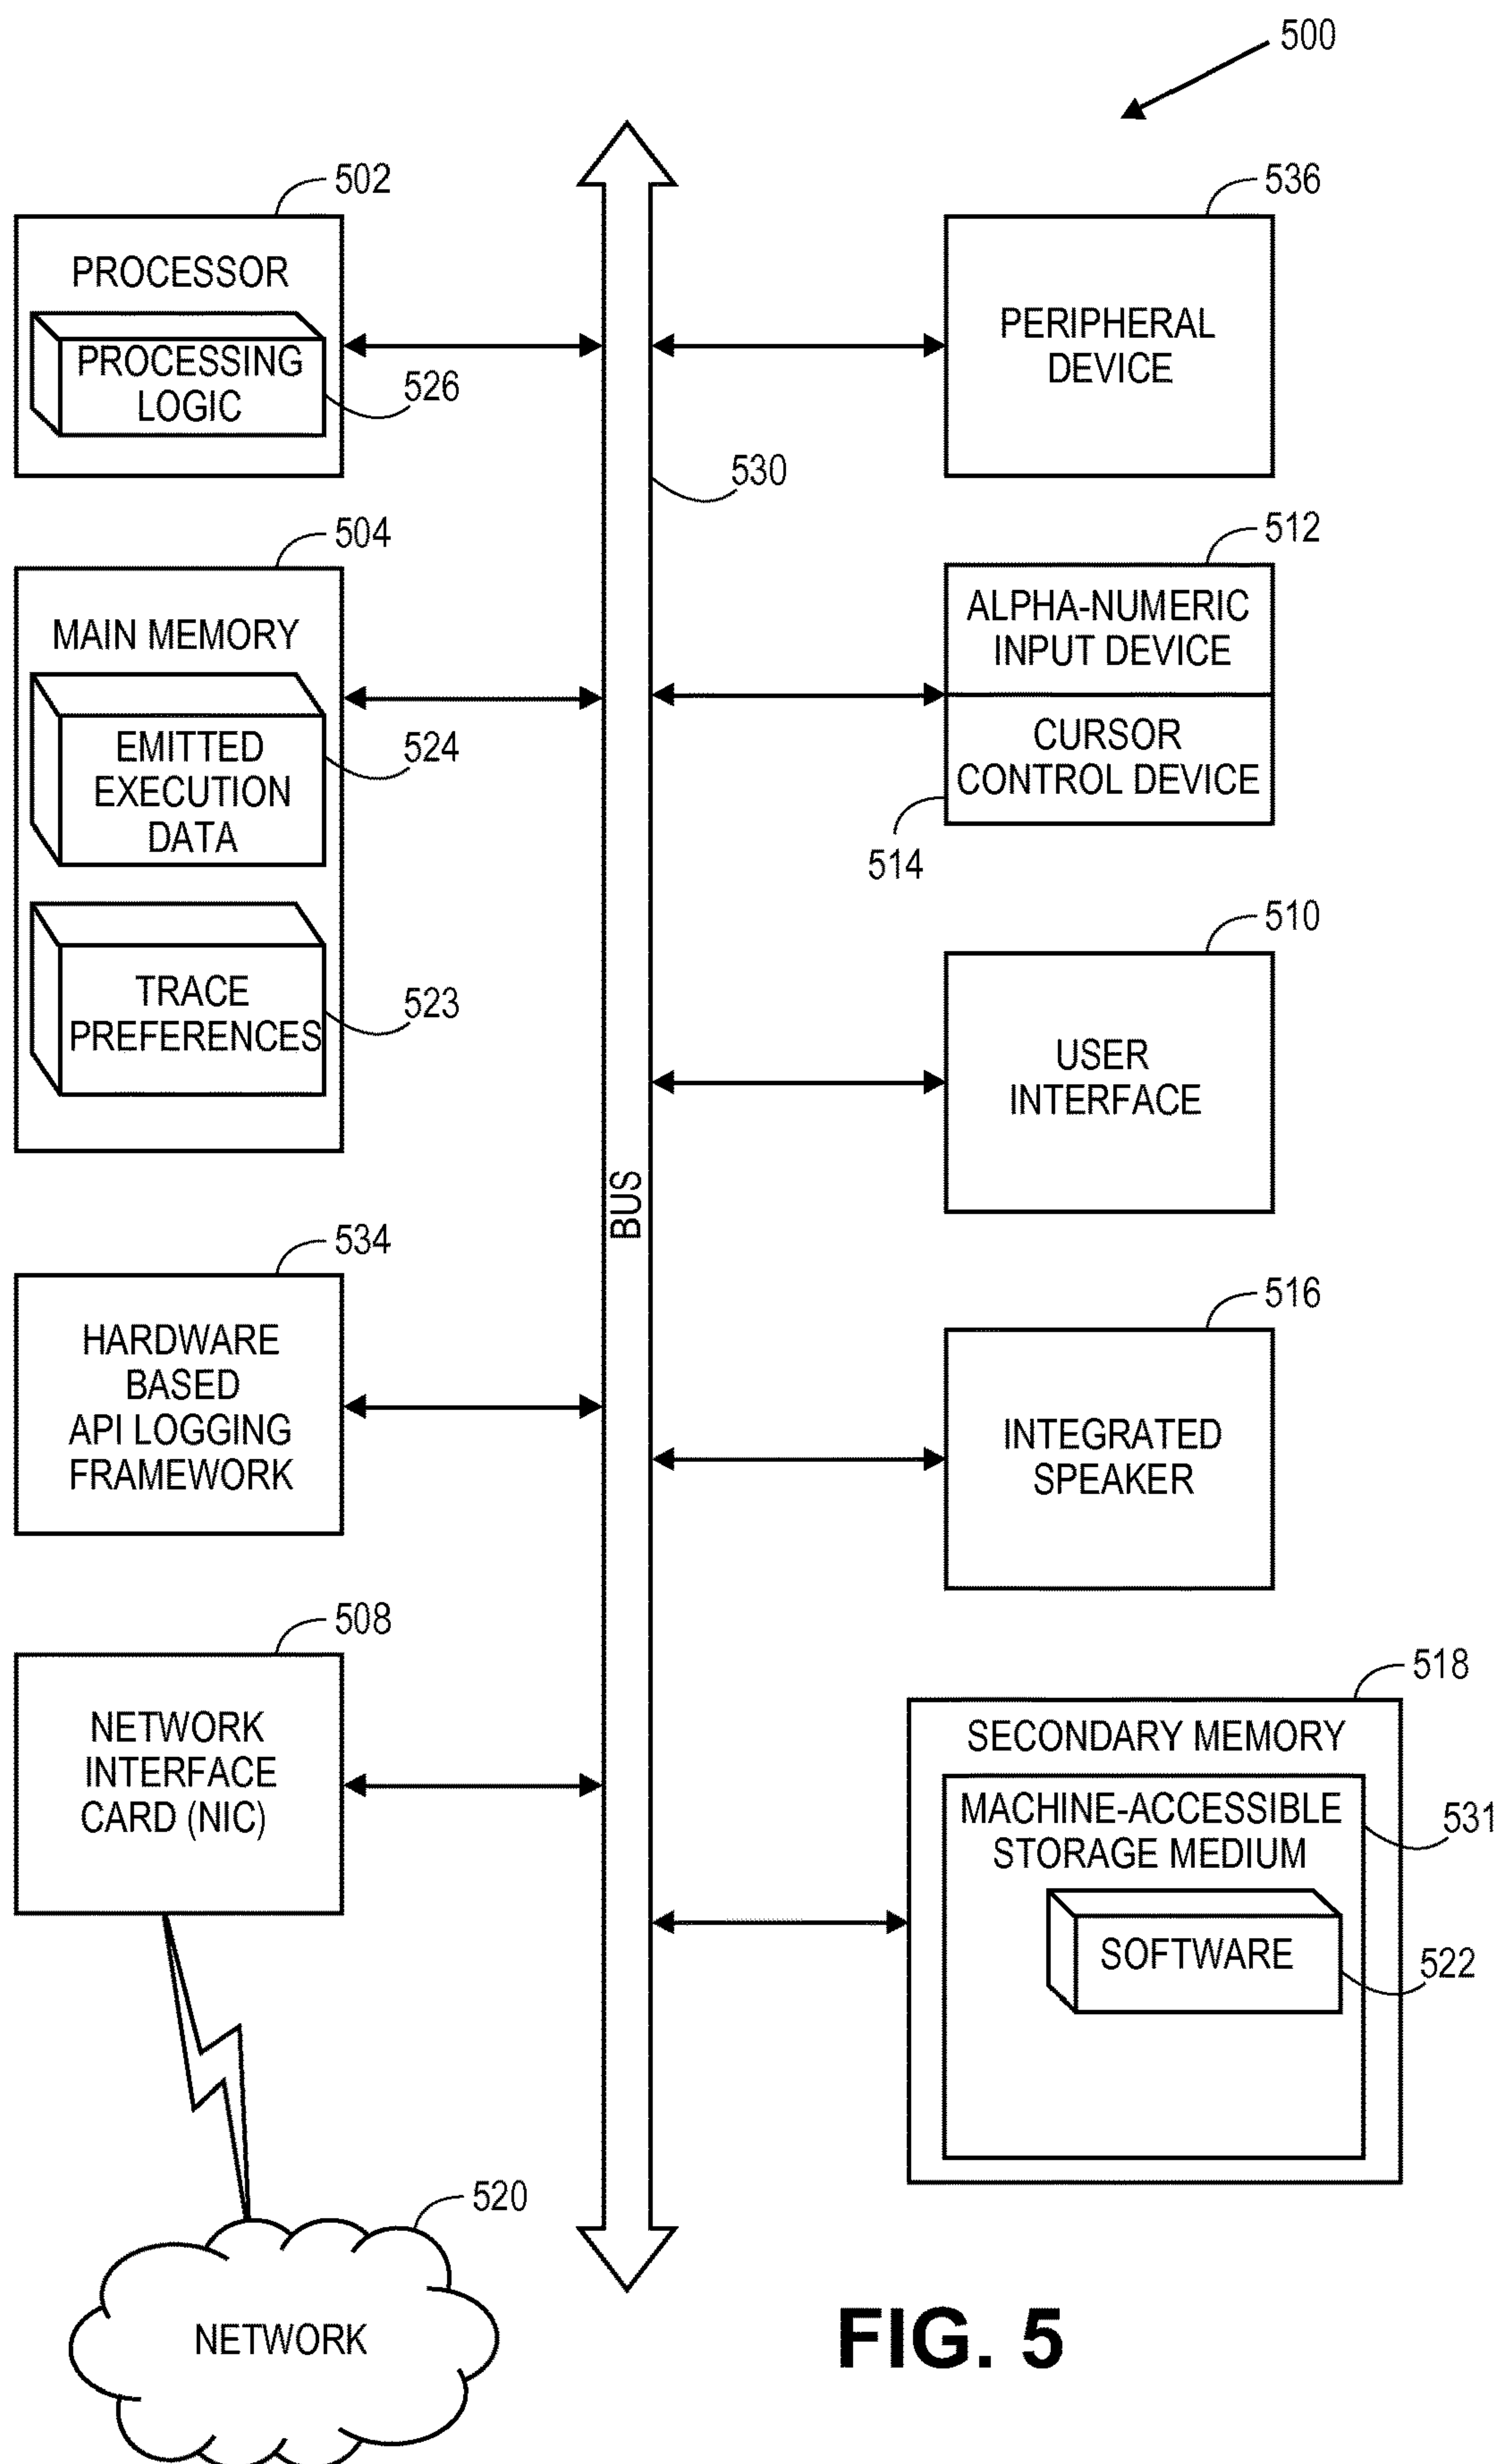 500
502
PROCESSOR
PROCESSING
LOGIC
526
504
MAIN MEMORY
EMITTED
EXECUTION
DATA
524
TRACE
PREFERENCES
523
534
HARDWARE
BASED
API LOGGING
FRAMEWORK
508
NETWORK
INTERFACE
CARD (NIC)
520
NETWORK
530
BUS
536
PERIPHERAL
DEVICE
512
ALPHA-NUMERIC
INPUT DEVICE
CURSOR
CONTROL DEVICE
514
510
USER
INTERFACE
516
INTEGRATED
SPEAKER
518
SECONDARY MEMORY
MACHINE-ACCESSIBLE
STORAGE MEDIUM
531
SOFTWARE
522
FIG. 5